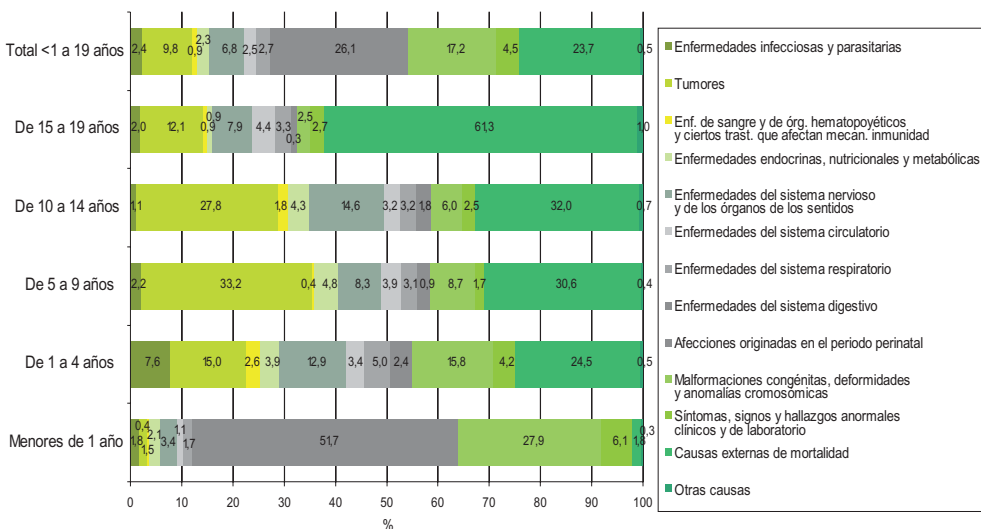 Total <1 a 19 años
2,4 9,8 0,9 2,3 6,8 2,5 2,7 26,1 17,2 4,5 23,7 0,5
De 15 a 19 años
2,0 12,1 0,9 0,9 7,9 4,4 3,3 0,3 2,5 2,7 61,3 1,0
De 10 a 14 años
1,1 27,8 1,8 4,3 14,6 3,2 3,2 1,8 6,0 2,5 32,0 0,7
De 5 a 9 años
2,2 33,2 0,4 4,8 8,3 3,9 3,1 0,9 8,7 1,7 30,6 0,4
De 1 a 4 años
7,6 15,0 2,6 3,9 12,9 3,4 5,0 2,4 15,8 4,2 24,5 0,5
Menores de 1 año
1,8 0,4 1,5 2,1 3,4 1,1 1,7 51,7 27,9 6,1 1,8 0,3
0 10 20 30 40 50 60 70 80 90 100
%
Enfermedades infecciosas y parasitarias
Tumores
Enf. de sangre y de órg. hematopoyéticos
y ciertos trast. que afectan mecán. inmunidad
Enfermedades endocrinas, nutricionales y metabólicas
Enfermedades del sistema nervioso
y de los órganos de los sentidos
Enfermedades del sistema circulatorio
Enfermedades del sistema respiratorio
Enfermedades del sistema digestivo
Afecciones originadas en el periodo perinatal
Malformaciones congénitas, deformidades
y anomalías cromosómicas
Síntomas, signos y hallazgos anormales
clínicos y de laboratorio
Causas externas de mortalidad
Otras causas